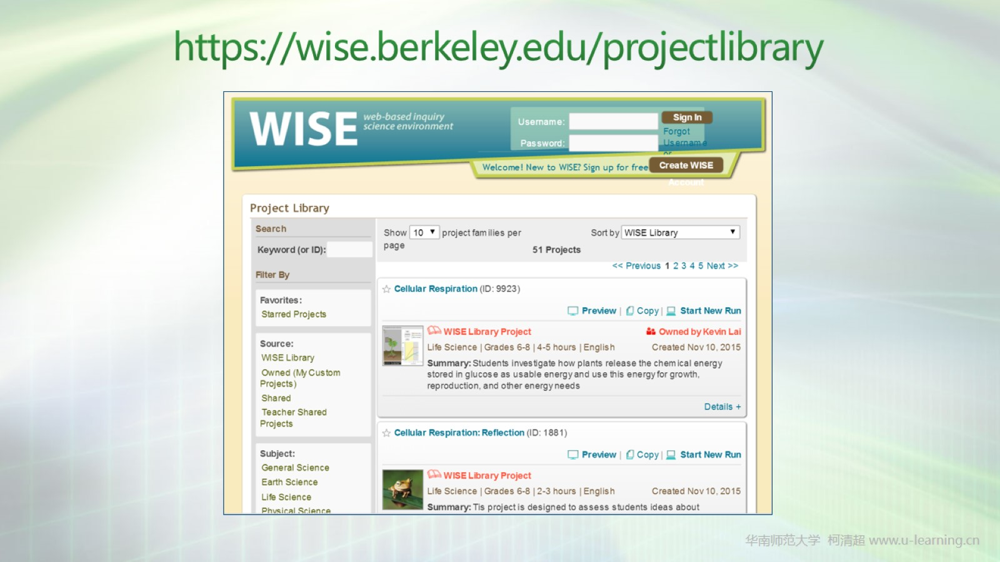 https://wise.berkeley.edu/projectlibrary
WISE
web-based inquiry
science environment
Username:
Sign In
Forgot
Username
or
Password:
Welcome! New to WISE? Sign up for free
Create WISE
Account
Project Library
Search
Keyword (or ID):
Filter By
Favorites:
Starred Projects
Source:
WISE Library
Owned (My Custom
Projects)
Shared
Teacher Shared
Projects
Subject:
General Science
Earth Science
Life Science
Physical Science
Show 10 ▼ project families per
page
Sort by WISE Library ▼
51 Projects
<< Previous 1 2 3 4 5 Next >>
Cellular Respiration (ID: 9923)
Preview | Copy | Start New Run
WISE Library Project
Owned by Kevin Lai
Life Science | Grades 6-8 | 4-5 hours | English
Created Nov 10, 2015
Summary: Students investigate how plants release the chemical energy
stored in glucose as usable energy and use this energy for growth,
reproduction, and other energy needs
Details +
Cellular Respiration: Reflection (ID: 1881)
Preview | Copy | Start New Run
WISE Library Project
Life Science | Grades 6-8 | 2-3 hours | English
Created Nov 10, 2015
Summary: Tis project is designed to assess students ideas about
华南师范大学 柯清超 www.u-learning.cn